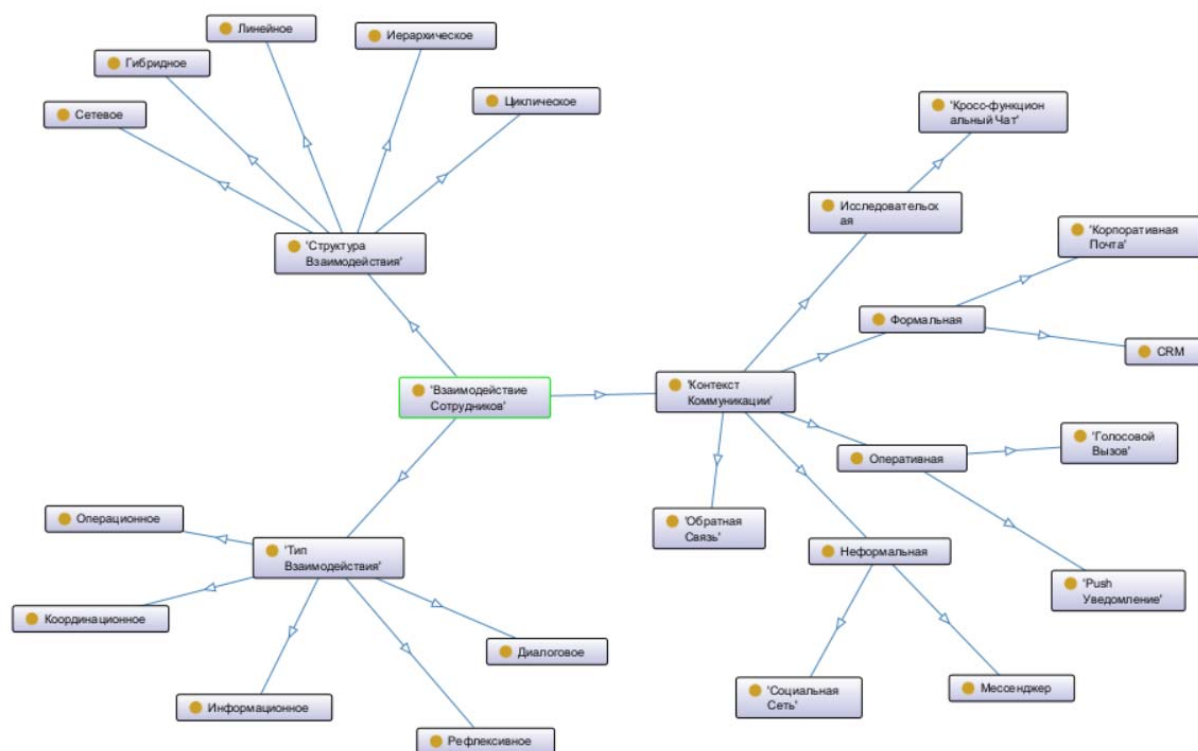 Линейное
Иерархическое
Гибридное
Сетевое
Циклическое
'Кросс-функцион
альный Чат'
Исследовательск
ая
'Корпоративная
Почта'
'Структура
Взаимодействия'
Формальная
CRM
'Взаимодействие
Сотрудников'
'Контекст
Коммуникации'
'Голосовой
Вызов'
Оперативная
'Обратная
Связь'
Операционное
'Тип
Взаимодействия'
Неформальная
'Push
Уведомление'
Координационное
Диалоговое
Информационное
'Социальная
Сеть'
Мессенджер
Рефлексивное